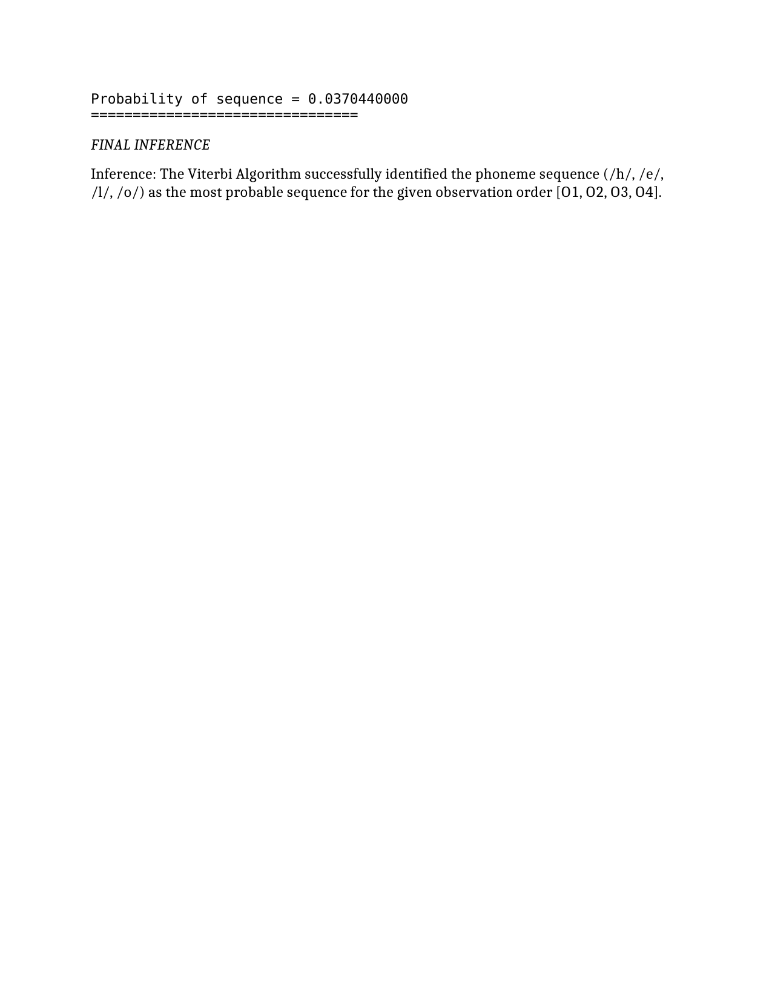 Probability of sequence = 0.0370440000
================================
FINAL INFERENCE
Inference: The Viterbi Algorithm successfully identified the phoneme sequence (/h/, /e/,
/l/, /o/) as the most probable sequence for the given observation order [O1, O2, O3, O4].